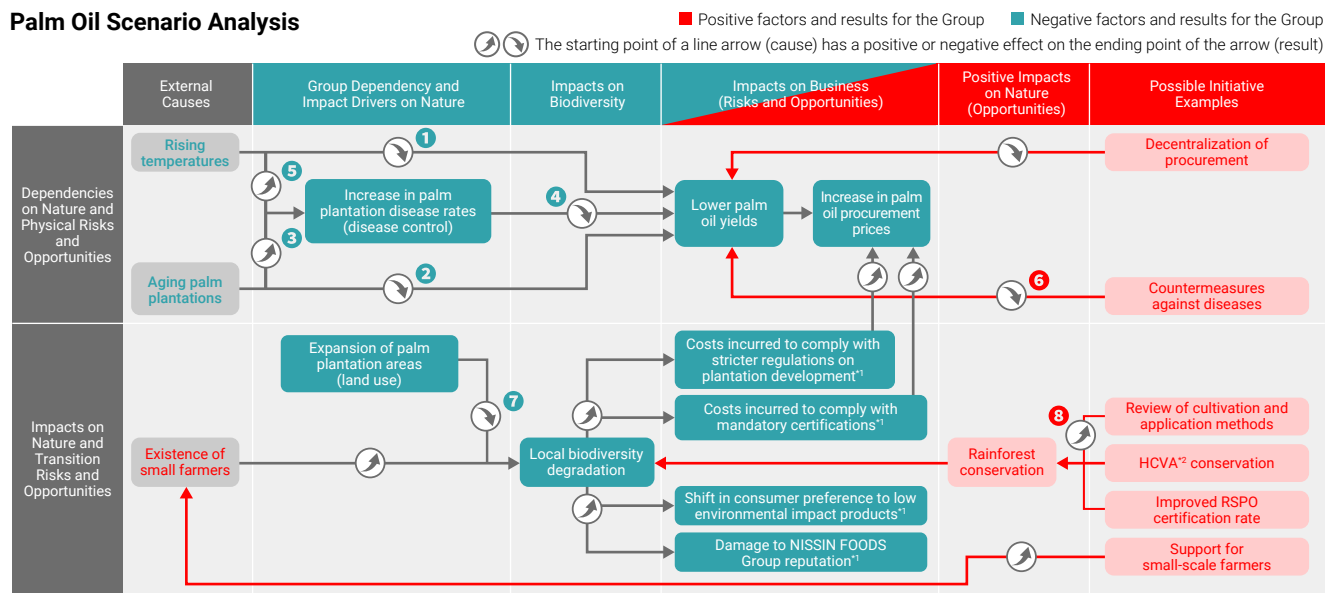 Palm Oil Scenario Analysis
Positive factors and results for the Group
Negative factors and results for the Group
The starting point of a line arrow (cause) has a positive or negative effect on the ending point of the arrow (result)
External
Causes
Group Dependency and
Impact Drivers on Nature
Impacts on
Biodiversity
Impacts on Business
(Risks and Opportunities)
Positive Impacts
on Nature
(Opportunities)
Possible Initiative
Examples
Dependencies
on Nature and
Physical Risks
and
Opportunities
Rising
temperatures
1
Decentralization of
procurement
5
Increase in palm
plantation disease rates
(disease control)
4
Lower palm
oil yields
Increase in palm
oil procurement
prices
3
Aging palm
plantations
2
6
Countermeasures
against diseases
Impacts on
Nature and
Transition
Risks and
Opportunities
Expansion of palm
plantation areas
(land use)
7
Costs incurred to comply with
stricter regulations on
plantation development*1
Costs incurred to comply with
mandatory certifications*1
8
Review of cultivation and
application methods
Existence of
small farmers
Local biodiversity
degradation
Rainforest
conservation
HCVA*2 conservation
Shift in consumer preference to low
environmental impact products*1
Improved RSPO
certification rate
Damage to NISSIN FOODS
Group reputation*1
Support for
small-scale farmers